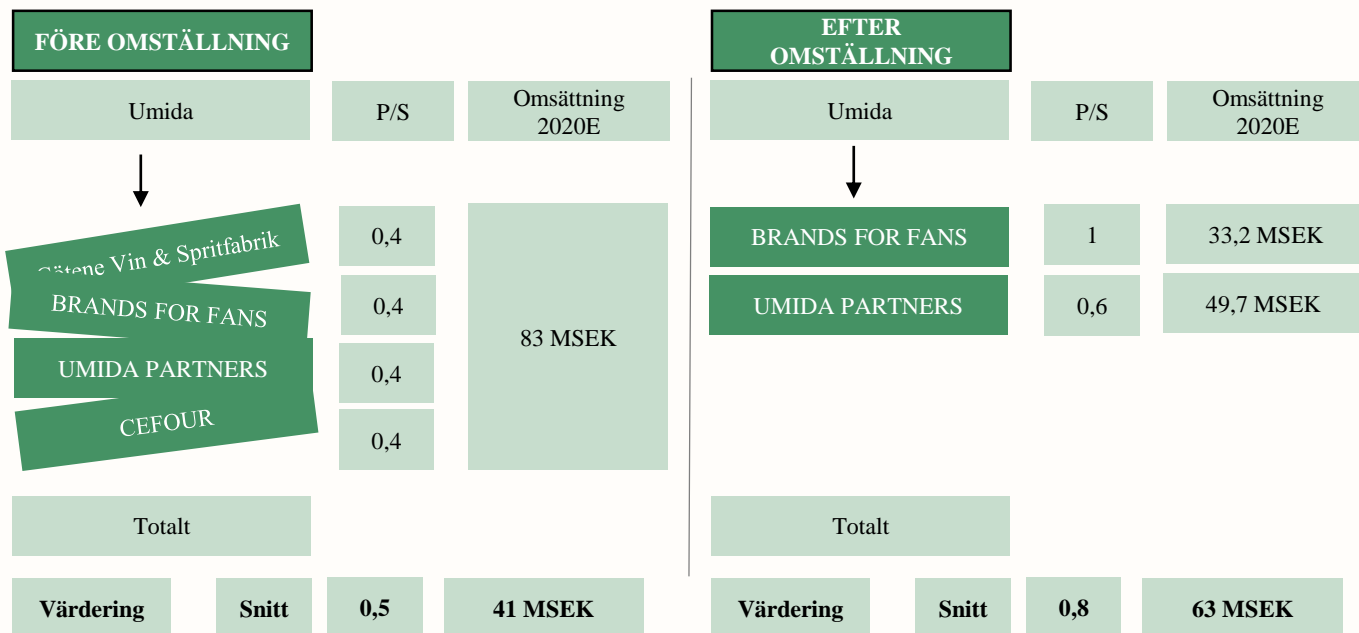 FÖRE OMSTÄLLNING
Umida
P/S
Omsättning
2020E
Götene Vin & Spritfabrik
0,4
BRANDS FOR FANS
0,4
UMIDA PARTNERS
0,4
CEFOUR
0,4
83 MSEK
Totalt
Värdering
Snitt
0,5
41 MSEK
EFTER
OMSTÄLLNING
Umida
P/S
Omsättning
2020E
BRANDS FOR FANS
1
33,2 MSEK
UMIDA PARTNERS
0,6
49,7 MSEK
Totalt
Värdering
Snitt
0,8
63 MSEK